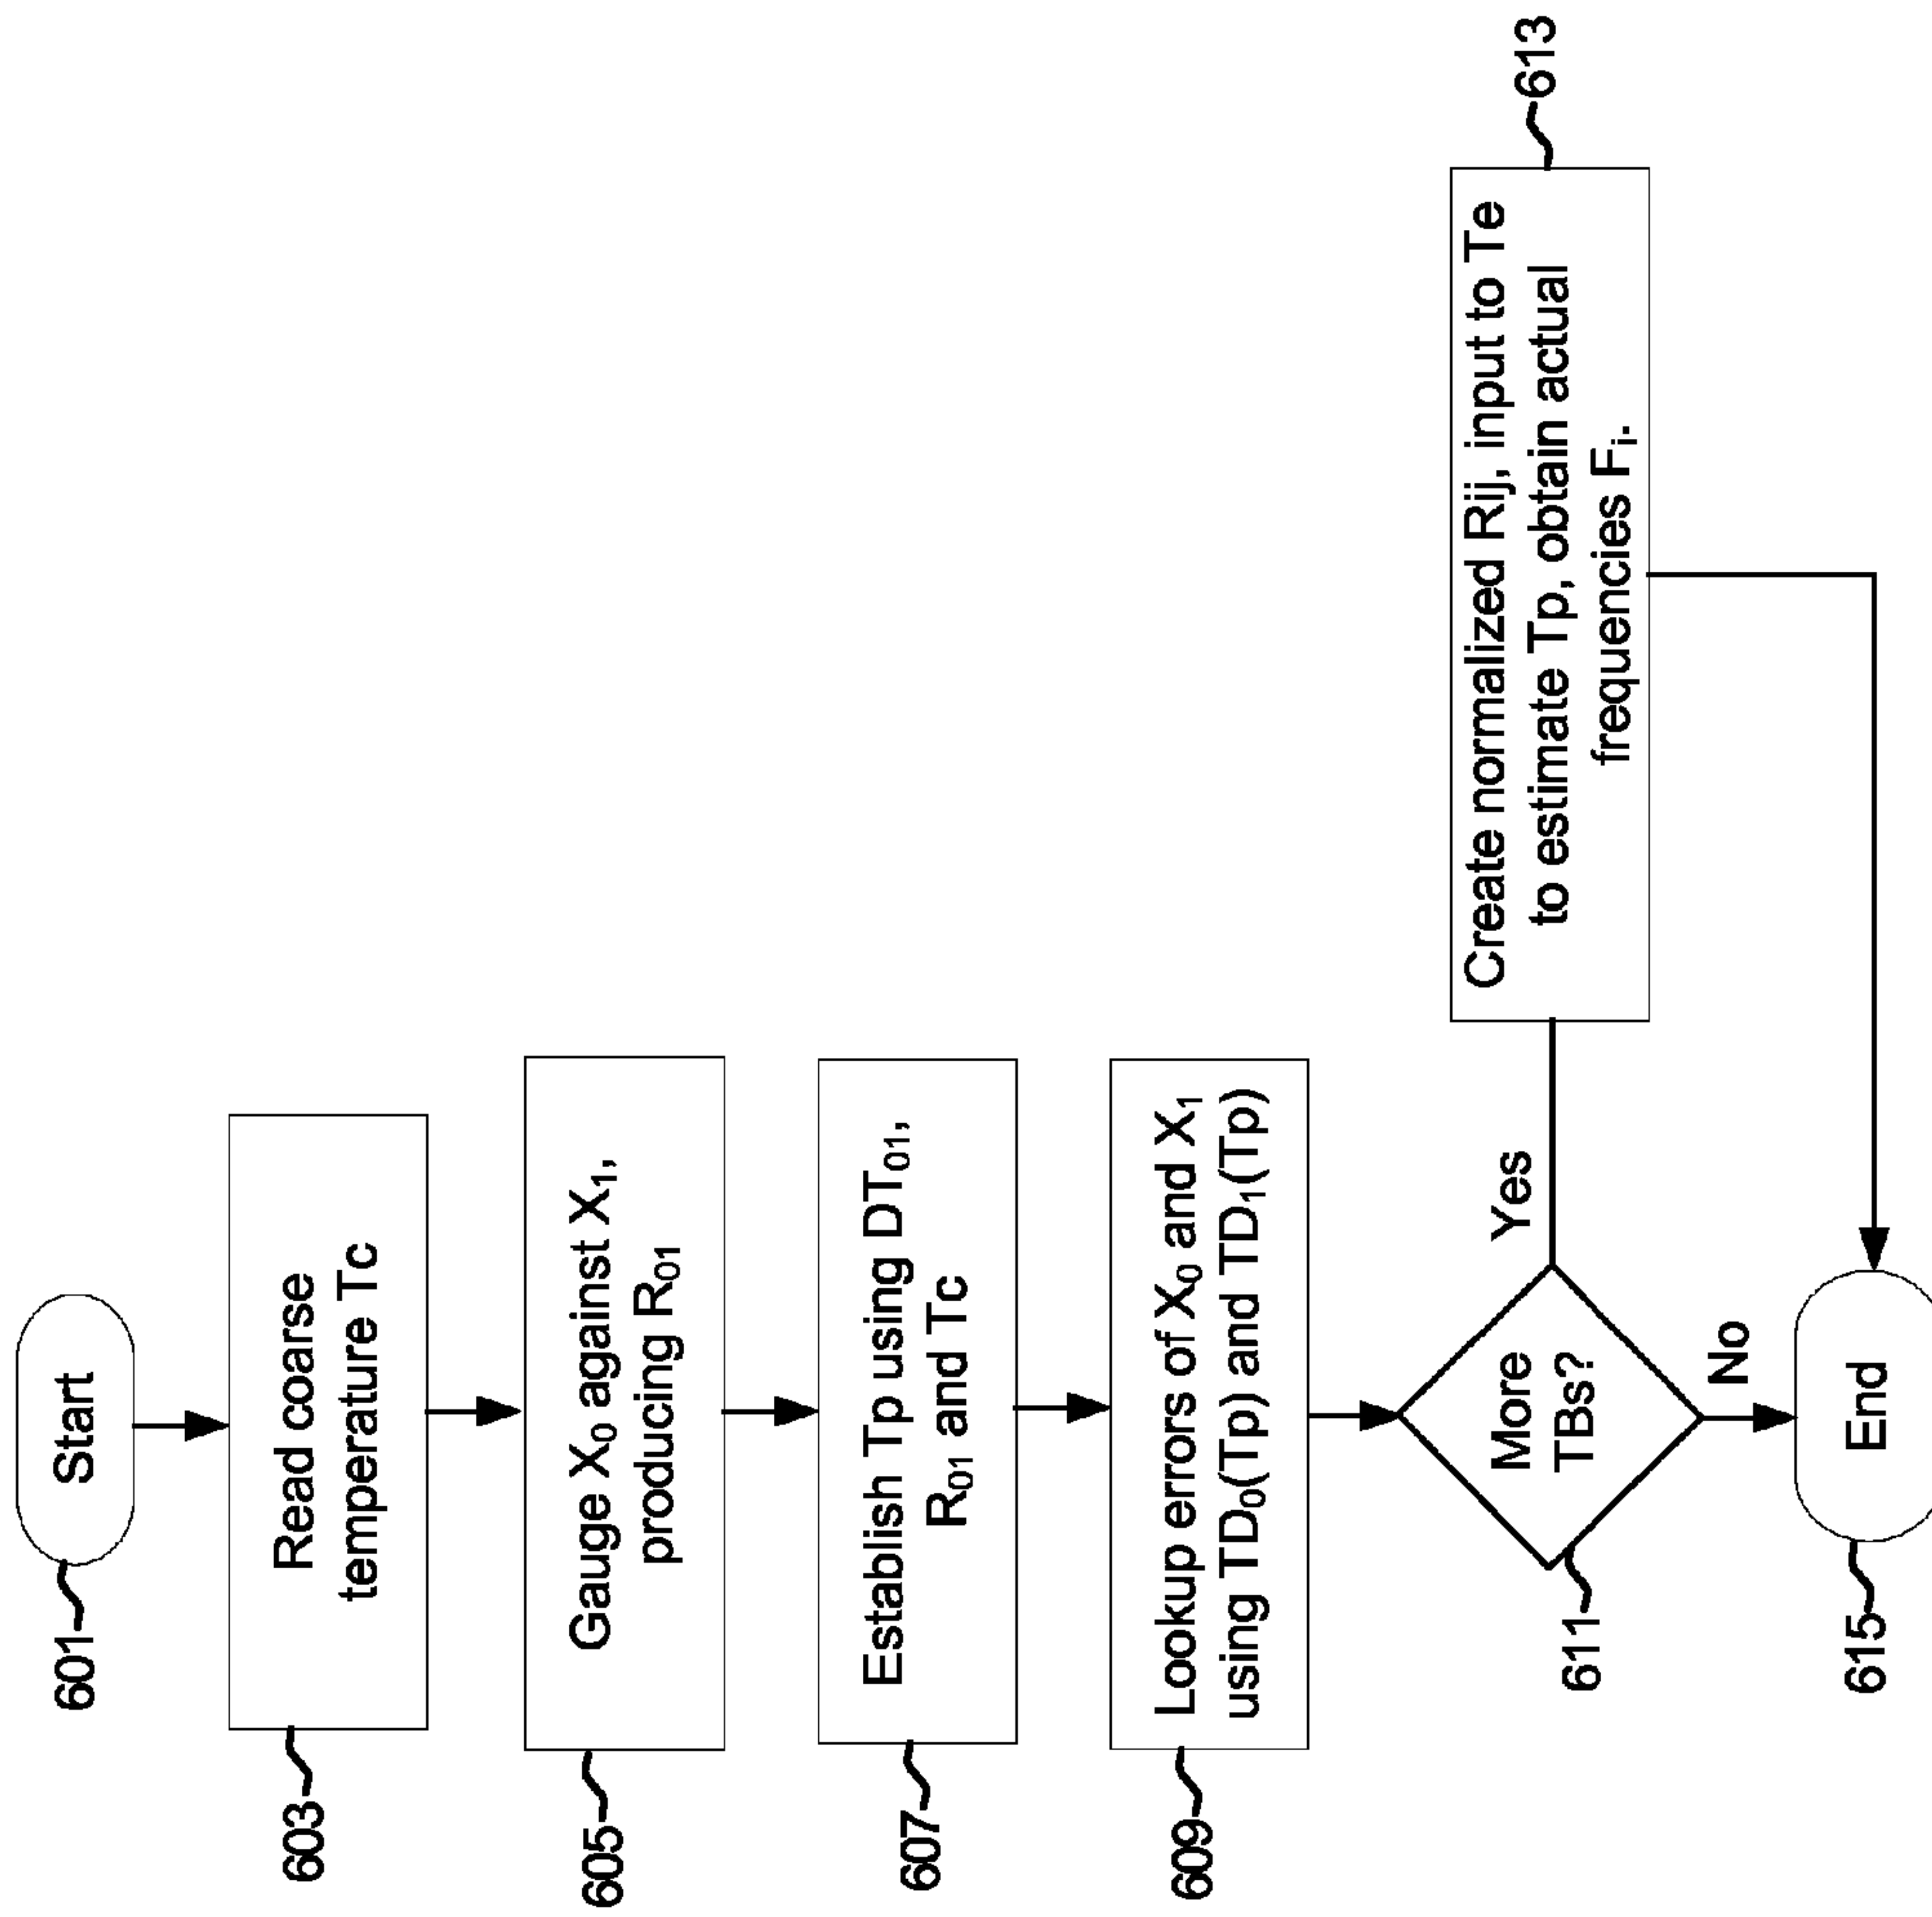 601
Start
603
Read coarse
temperature Tc
605
Gauge X₀ against X₁,
producing R₀₁
607
Establish Tp using DT₀₁,
R₀₁ and Tc
609
Lookup errors of X₀ and X₁
using TD₀(Tp) and TD₁(Tp)
611
More
TBs?
Yes
No
Create normalized Rij, input to Te
to estimate Tp, obtain actual
frequencies Fᵢ.
613
615
End